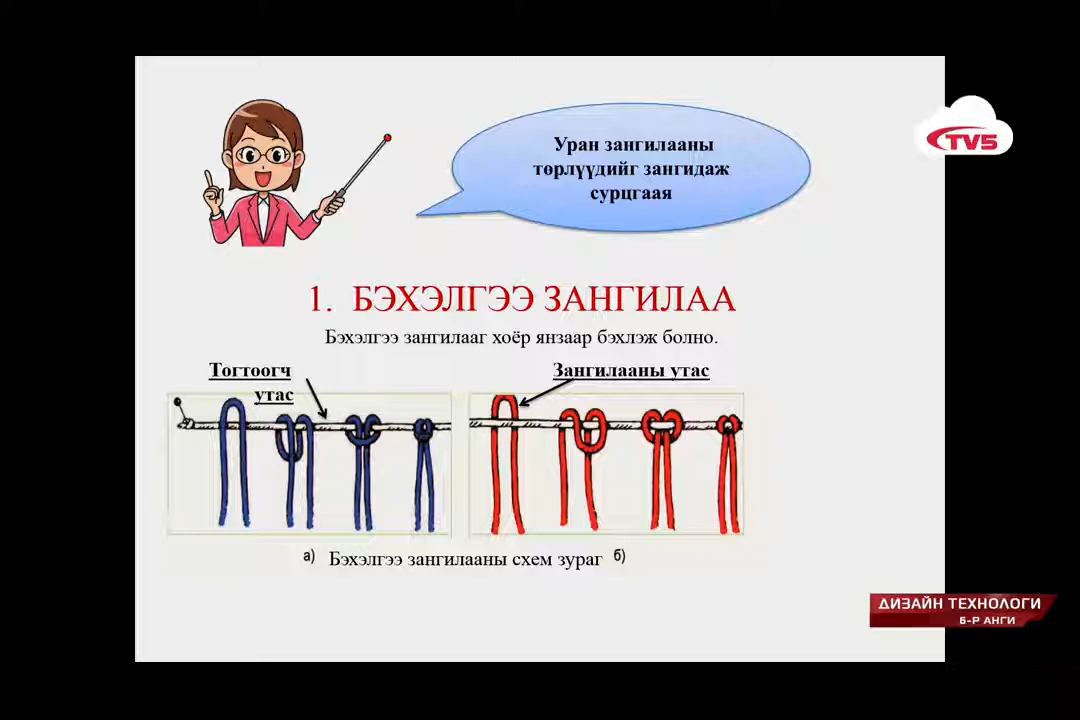 Уран зангилааны
төрлүүдийг зангидаж
сурцгаая
TV5
1. БЭХЭЛГЭЭ ЗАНГИЛАА
Бэхэлгээ зангилааг хоёр янзаар бэхлэж болно.
Тогтоогч
утас
Зангилааны утас
а) Бэхэлгээ зангилааны схем зураг б)
ДИЗАЙН ТЕХНОЛОГИ
6-Р АНГИ